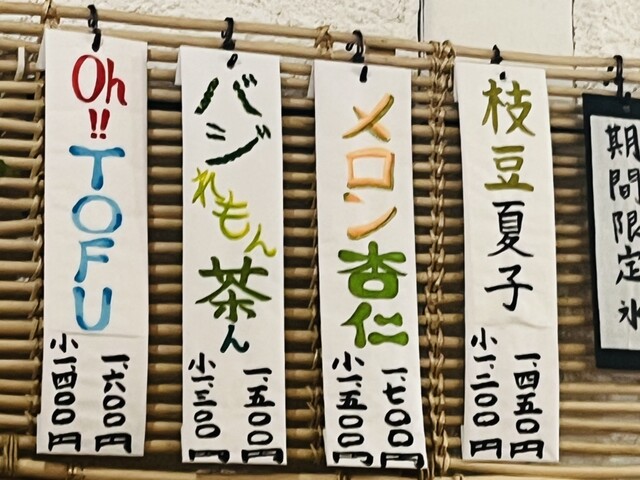 Oh!!
TOFU
一、六〇〇円
小一、四〇〇円
バジ
れもん
茶ん
一、五〇〇円
小一、三〇〇円
メロン
杏仁
一、七〇〇円
小一、五〇〇円
枝豆
夏子
一、四五〇円
小一、二〇〇円
期間限定氷